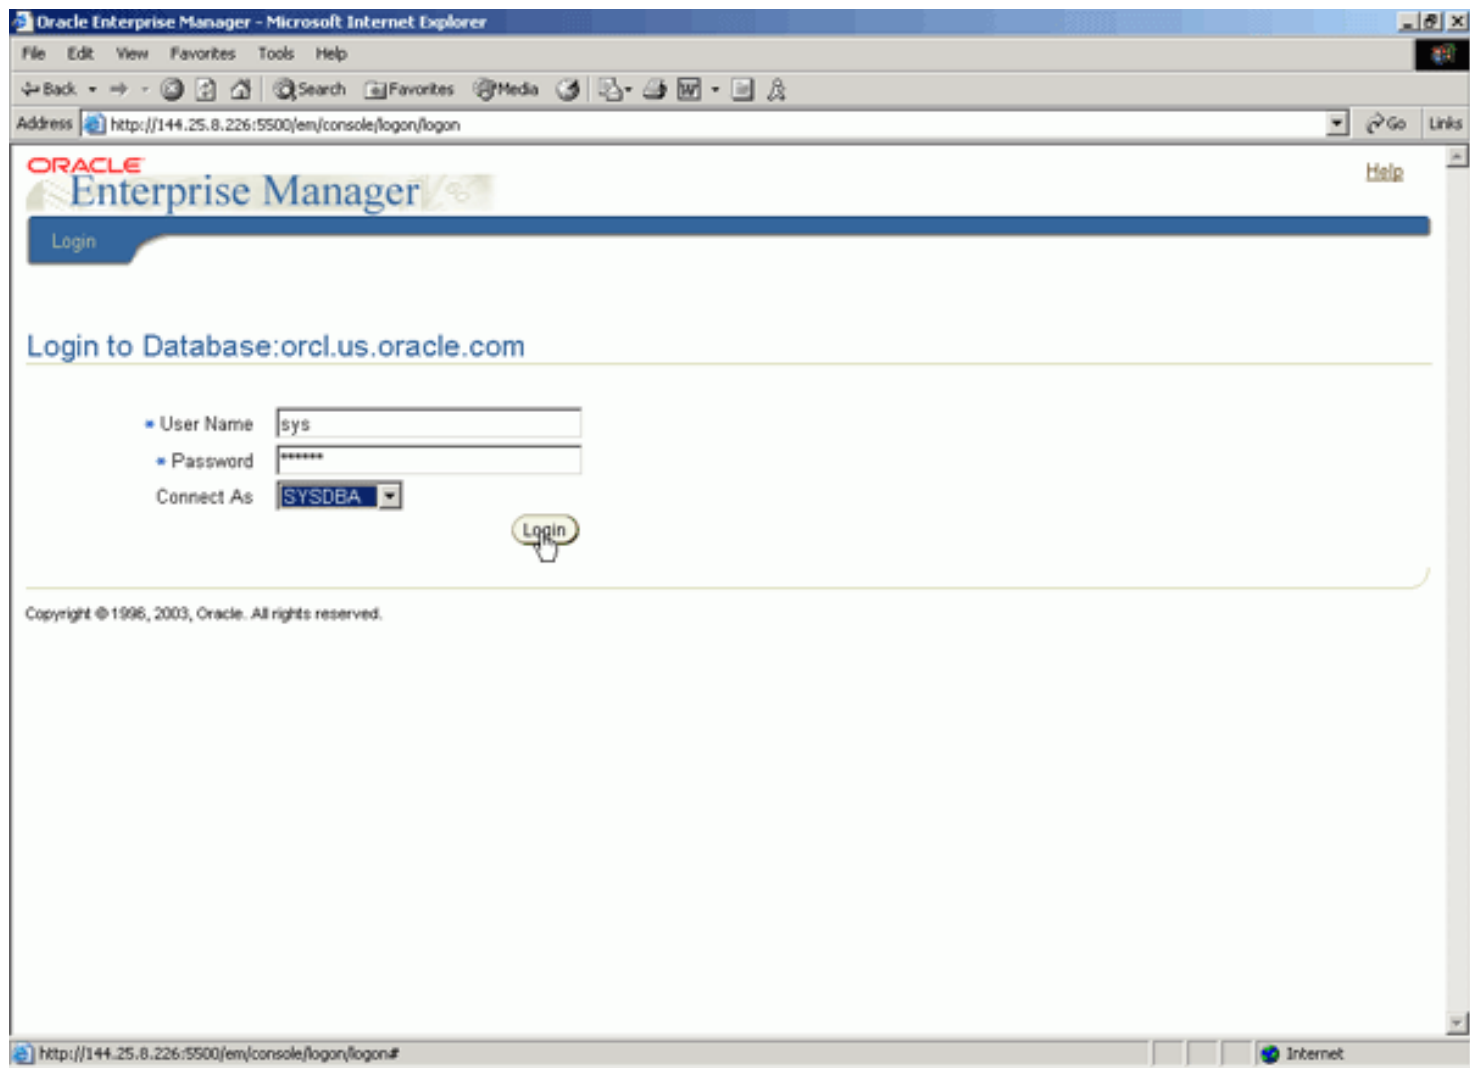 Oracle Enterprise Manager - Microsoft Internet Explorer
File Edit View Favorites Tools Help
Back Search Favorites Media
Address http://144.25.8.226:5500/em/console/logon/logon Go Links
ORACLE
Enterprise Manager
Help
Login
Login to Database:orcl.us.oracle.com
* User Name sys
* Password ******
Connect As SYSDBA
Login
Copyright © 1996, 2003, Oracle. All rights reserved.
http://144.25.8.226:5500/em/console/logon/logon# Internet